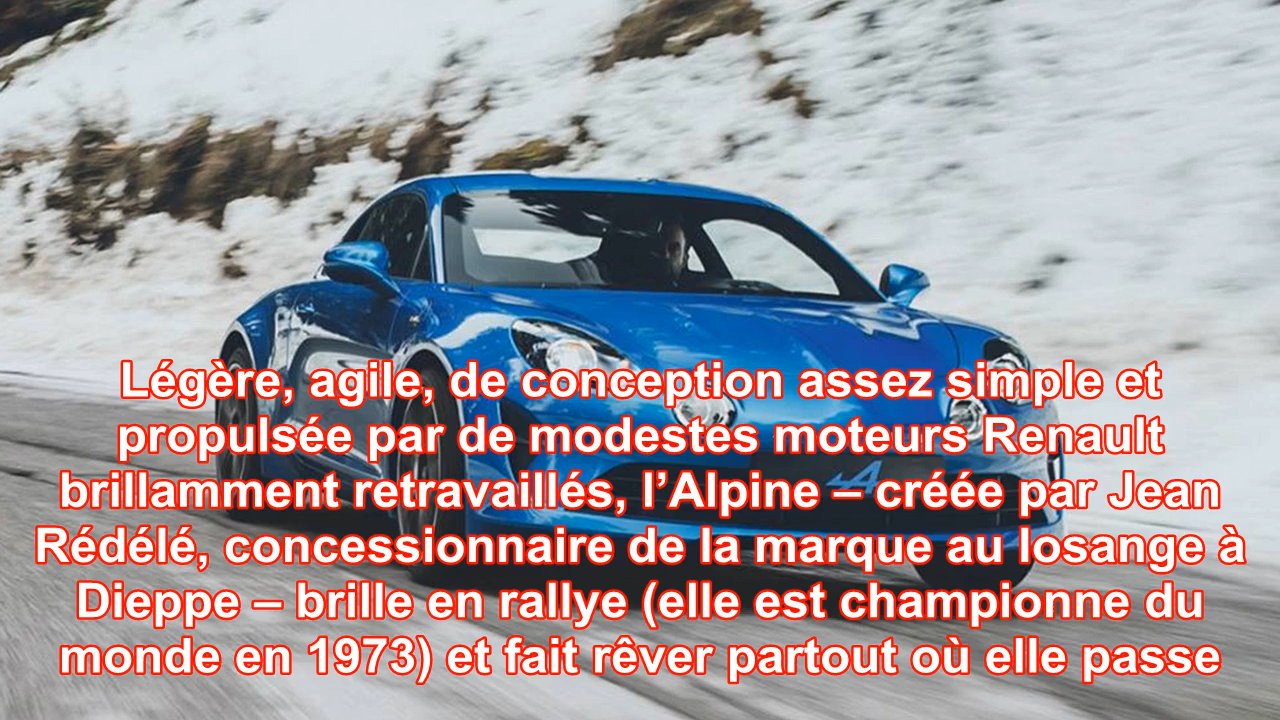 Légère, agile, de conception assez simple et
propulsée par de modestes moteurs Renault
brillamment retravaillés, l’Alpine – créée par Jean
Rédélé, concessionnaire de la marque au losange à
Dieppe – brille en rallye (elle est championne du
monde en 1973) et fait rêver partout où elle passe